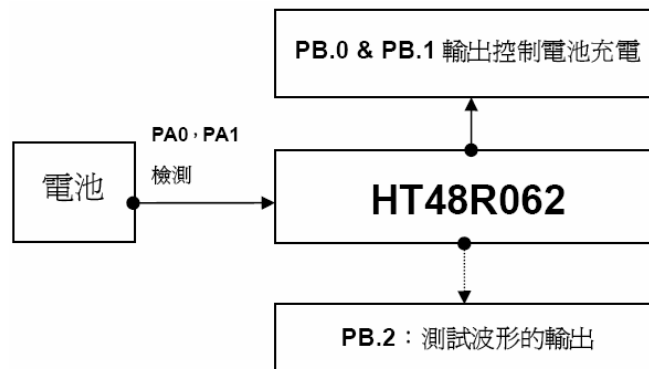 PB.0 & PB.1 輸出控制電池充電
PA0,PA1
檢測
電池
HT48R062
PB.2:測試波形的輸出